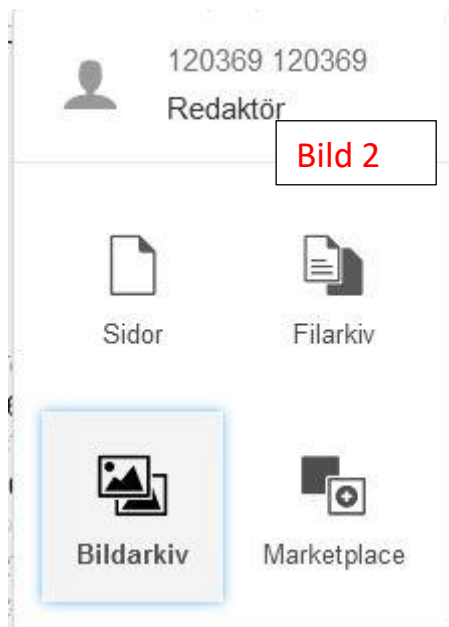 120369 120369
Redaktör
Bild 2
Sidor
Filarkiv
Bildarkiv
Marketplace